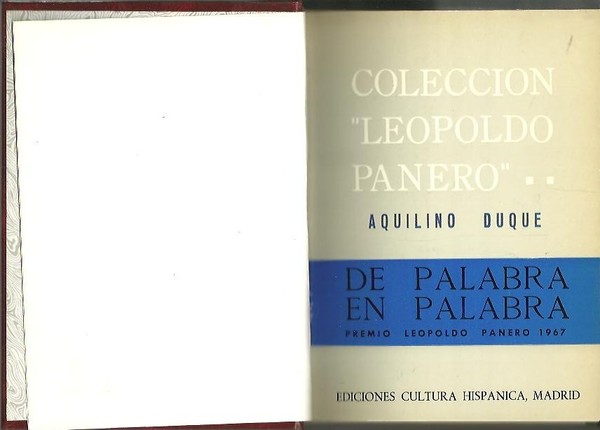 COLECCION
"LEOPOLDO
PANERO" ..
AQUILINO DUQUE
DE PALABRA
EN PALABRA
PREMIO LEOPOLDO PANERO 1967
EDICIONES CULTURA HISPANICA, MADRID